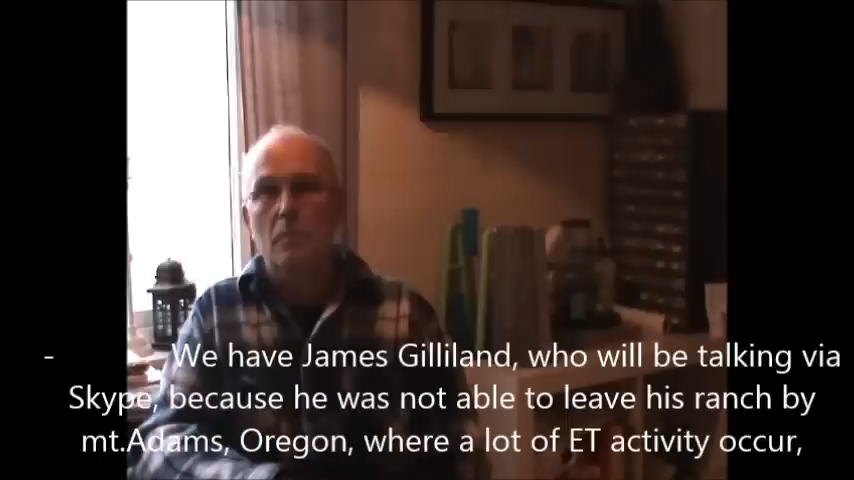 - We have James Gilliland, who will be talking via
Skype, because he was not able to leave his ranch by
mt.Adams, Oregon, where a lot of ET activity occur,